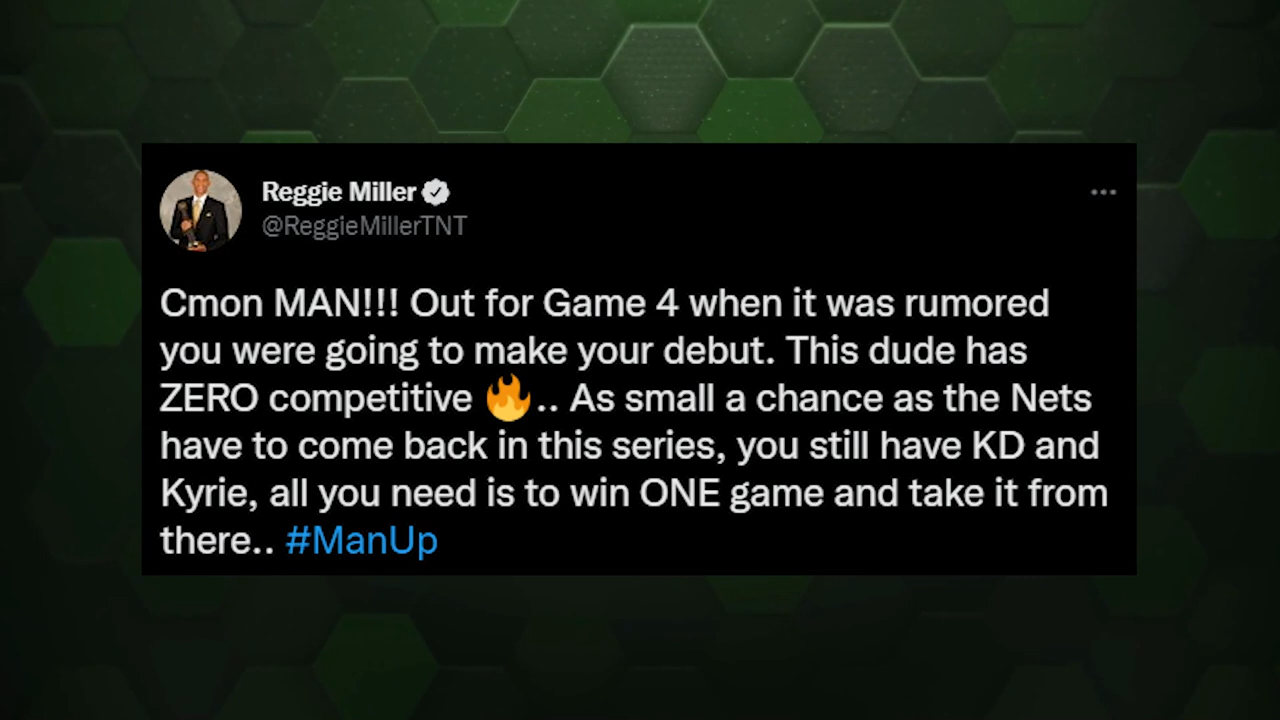 Reggie Miller
@ReggieMillerTNT
Cmon MAN!!! Out for Game 4 when it was rumored
you were going to make your debut. This dude has
ZERO competitive 🔥.. As small a chance as the Nets
have to come back in this series, you still have KD and
Kyrie, all you need is to win ONE game and take it from
there.. #ManUp